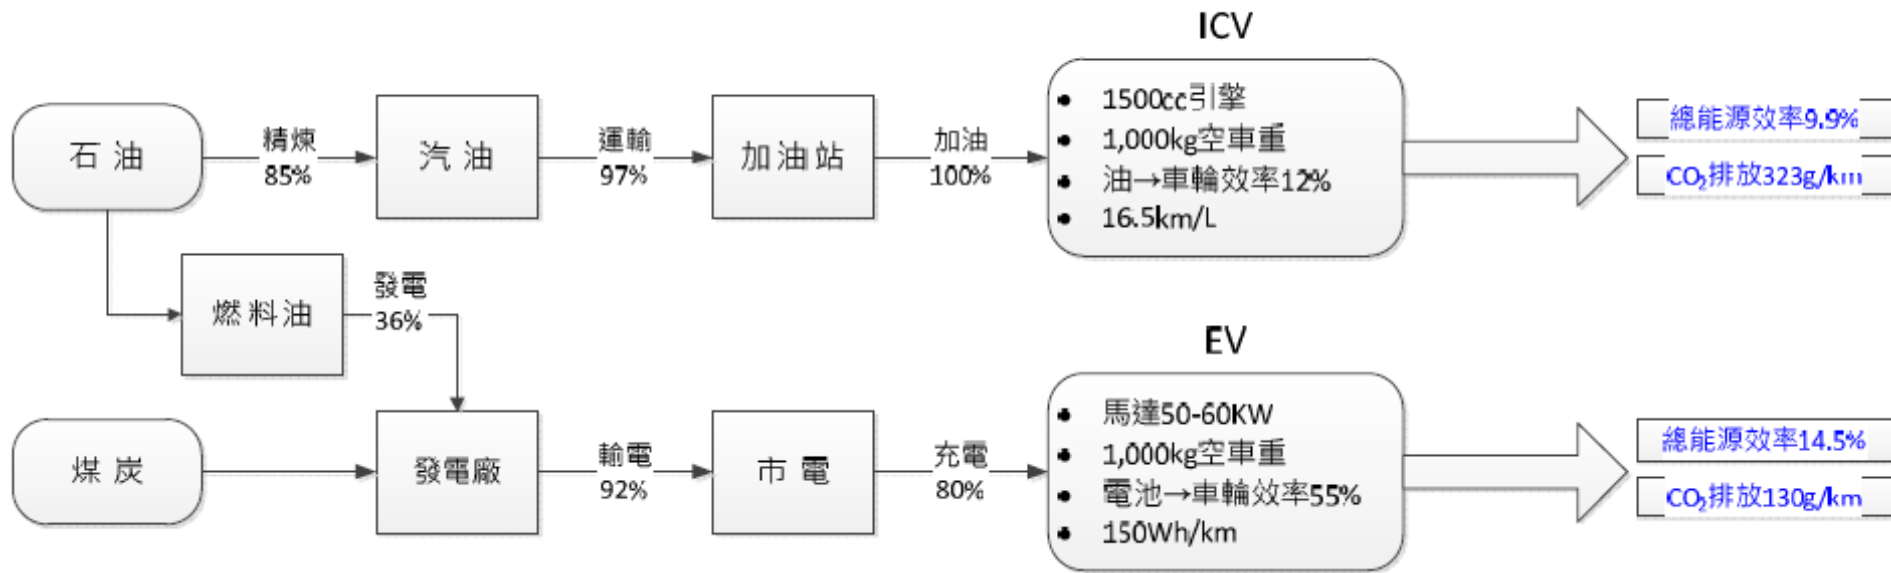 ICV
石油
精煉
85%
汽油
運輸
97%
加油站
加油
100%
• 1500cc引擎
• 1,000kg空車重
• 油→車輪效率12%
• 16.5km/L
總能源效率9.9%
CO₂排放323g/km
燃料油
發電
36%
EV
煤炭
發電廠
輸電
92%
市電
充電
80%
• 馬達50-60KW
• 1,000kg空車重
• 電池→車輪效率55%
• 150Wh/km
總能源效率14.5%
CO₂排放130g/km